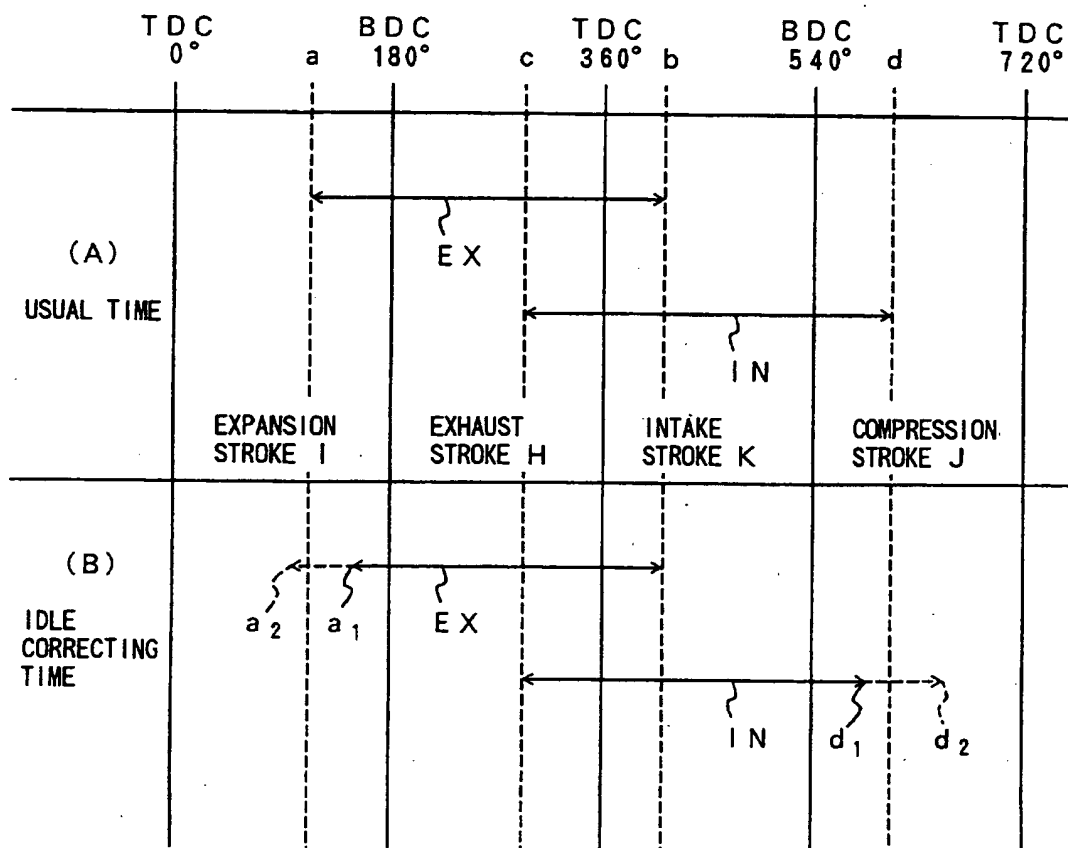 TDC BDC TDC BDC TDC
0° a 180° c 360° b 540° d 720°
(A)
USUAL TIME
EX
IN
EXPANSION STROKE I
EXHAUST STROKE H
INTAKE STROKE K
COMPRESSION STROKE J
(B)
IDLE CORRECTING TIME
a2 a1 EX
IN d1 d2